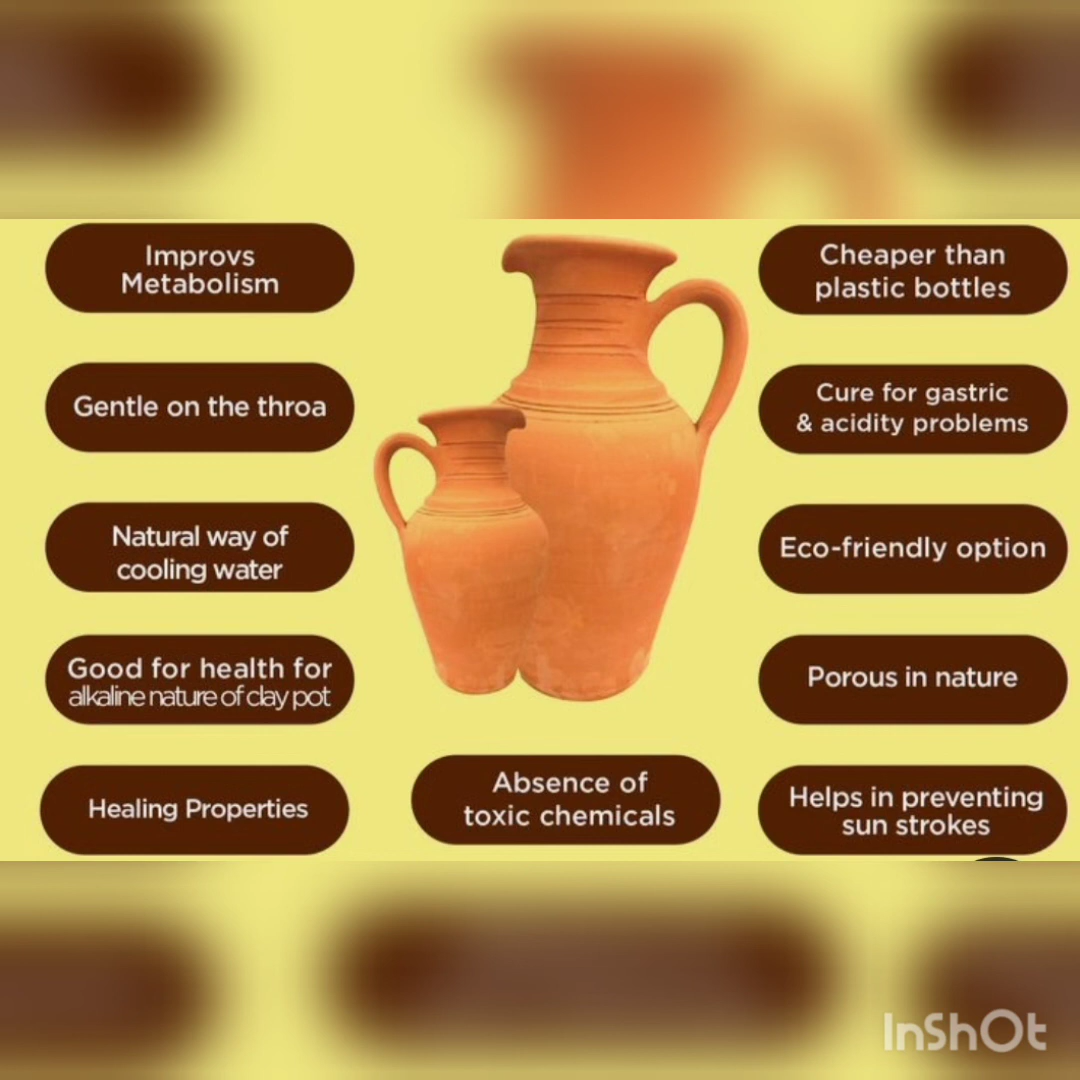 Improvs
Metabolism
Gentle on the throa
Natural way of
cooling water
Good for health for
alkaline nature of clay pot
Healing Properties
Absence of
toxic chemicals
Cheaper than
plastic bottles
Cure for gastric
& acidity problems
Eco-friendly option
Porous in nature
Helps in preventing
sun strokes
InShOt